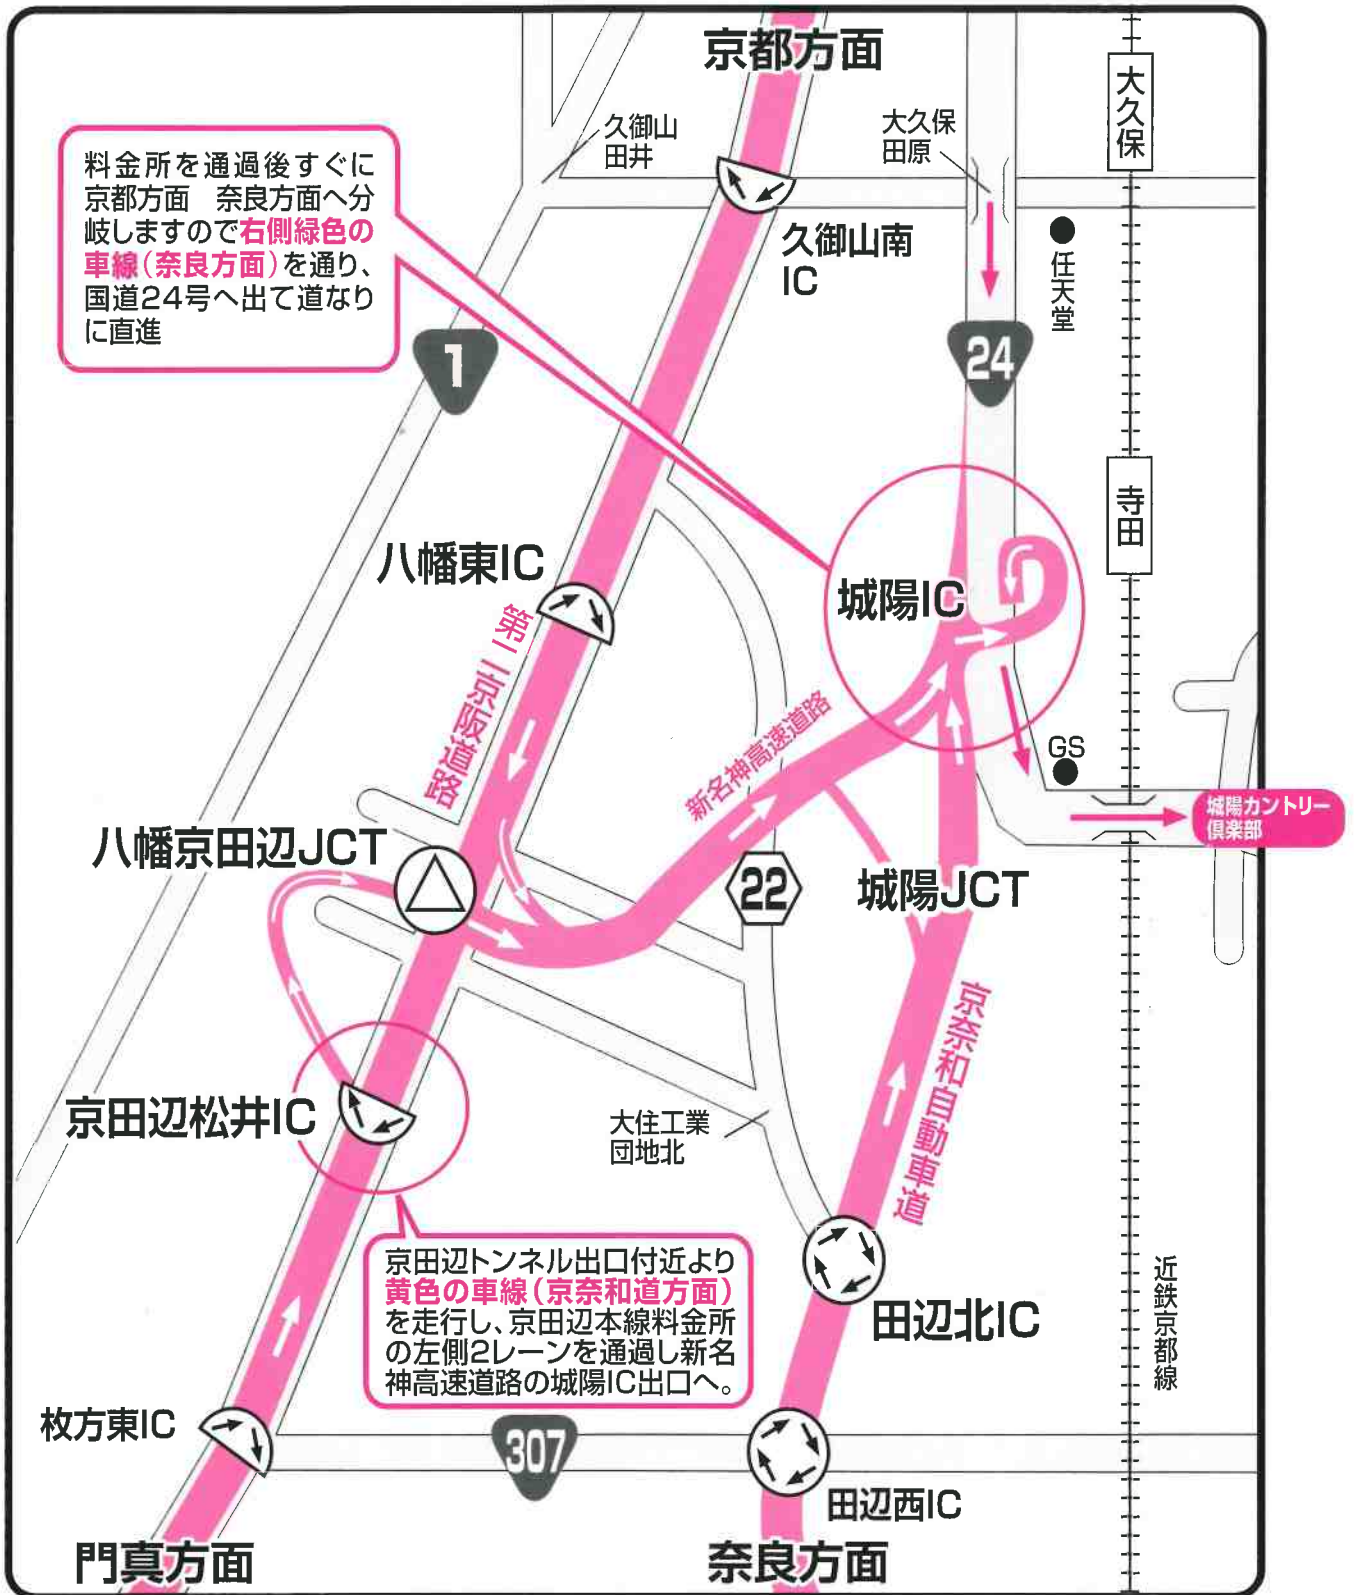 京都方面
大久保
久御山
田井
大久保
田原
料金所を通過後すぐに
京都方面　奈良方面へ分
岐しますので右側緑色の
車線(奈良方面)を通り、
国道24号へ出て道なり
に直進
久御山南
IC
任天堂
1
24
寺田
八幡東IC
城陽IC
第二京阪道路
新名神高速道路
GS
城陽カントリー
倶楽部
八幡京田辺JCT
22
城陽JCT
京奈和自動車道
京田辺松井IC
大住工業
団地北
京田辺トンネル出口付近より
黄色の車線(京奈和道方面)
を走行し、京田辺本線料金所
の左側2レーンを通過し新名
神高速道路の城陽IC出口へ。
近鉄京都線
田辺北IC
枚方東IC
307
田辺西IC
門真方面
奈良方面